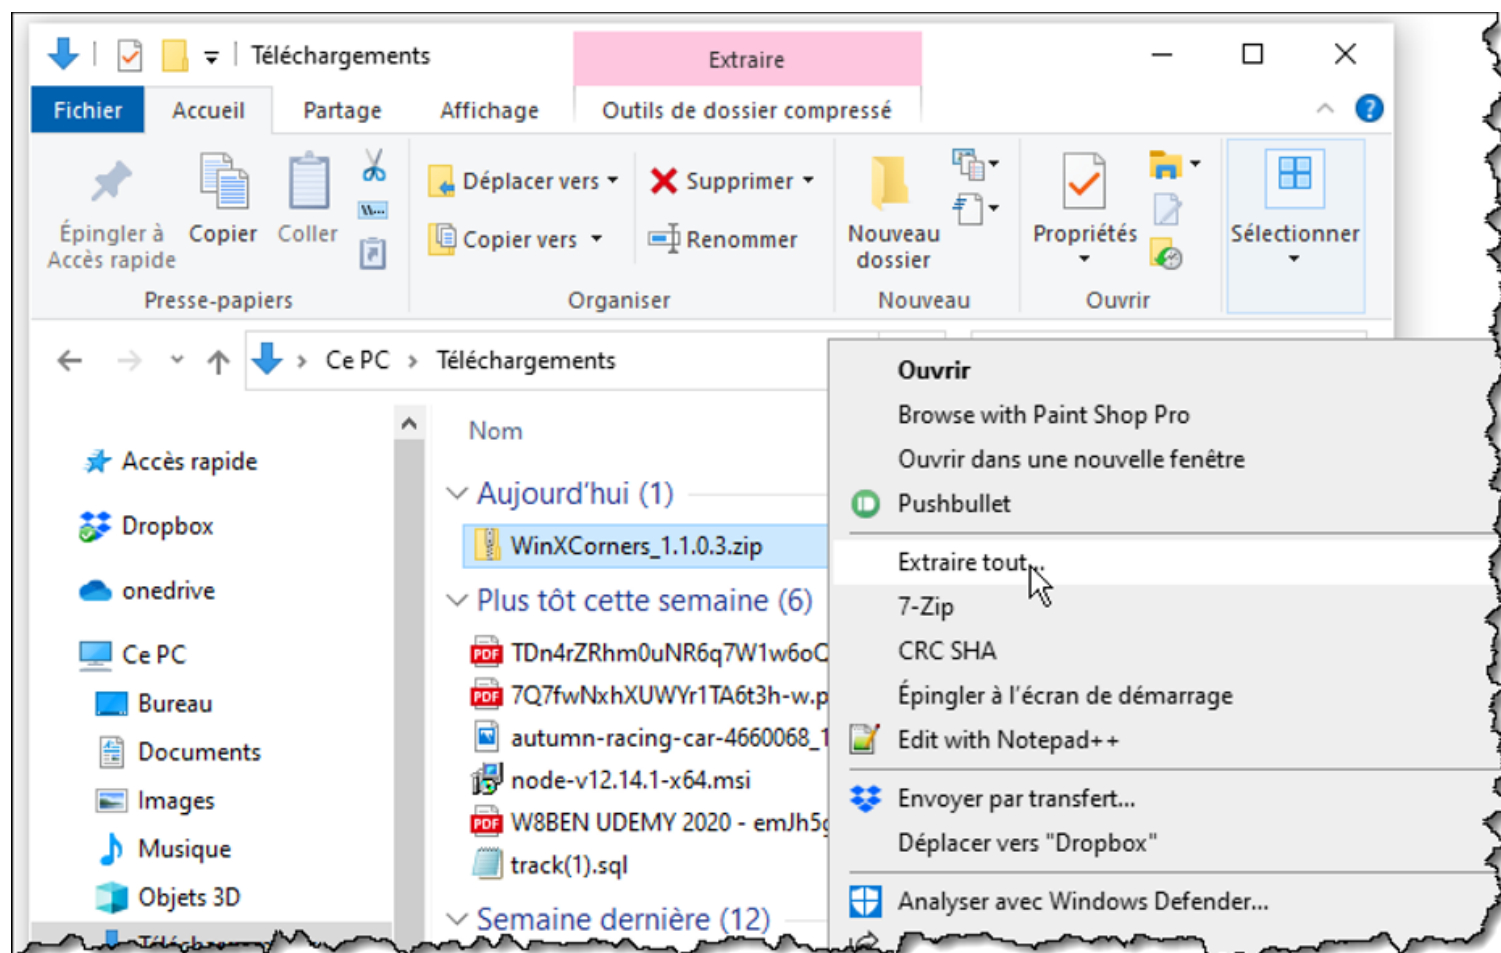 Téléchargements
Extraire
Fichier
Accueil
Partage
Affichage
Outils de dossier compressé
Épingler à
Accès rapide
Copier
Coller
Déplacer vers
Copier vers
Supprimer
Renommer
Nouveau
dossier
Propriétés
Sélectionner
Presse-papiers
Organiser
Nouveau
Ouvrir
Ce PC > Téléchargements
Accès rapide
Dropbox
onedrive
Ce PC
Bureau
Documents
Images
Musique
Objets 3D
Nom
Aujourd'hui (1)
WinXCorners_1.1.0.3.zip
Plus tôt cette semaine (6)
TDn4rZRhm0uNR6q7W1w6oC
7Q7fwNxhXUWYr1TA6t3h-w.p
autumn-racing-car-4660068_1
node-v12.14.1-x64.msi
W8BEN UDEMY 2020 - emJh5g
track(1).sql
Semaine dernière (12)
Ouvrir
Browse with Paint Shop Pro
Ouvrir dans une nouvelle fenêtre
Pushbullet
Extraire tout...
7-Zip
CRC SHA
Épingler à l'écran de démarrage
Edit with Notepad++
Envoyer par transfert...
Déplacer vers "Dropbox"
Analyser avec Windows Defender...